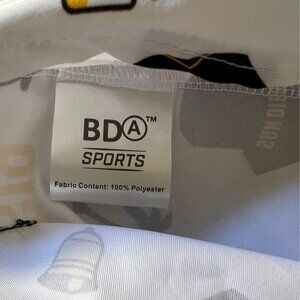 BDA™
SPORTS
Fabric Content: 100% Polyester